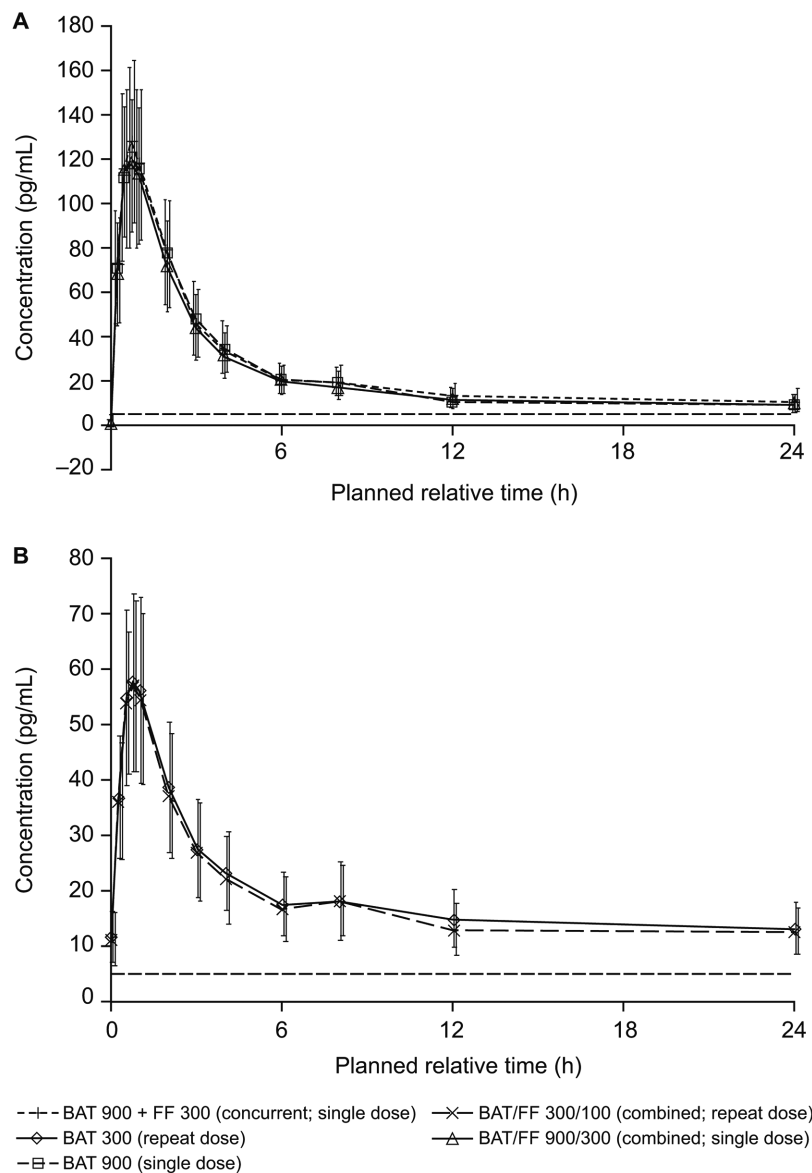 A
180
160
140
120
100
80
60
40
20
0
–20
Concentration (pg/mL)
6
12
18
24
Planned relative time (h)
B
80
70
60
50
40
30
20
10
0
Concentration (pg/mL)
0
6
12
18
24
Planned relative time (h)
BAT 900 + FF 300 (concurrent; single dose)
BAT/FF 300/100 (combined; repeat dose)
BAT 300 (repeat dose)
BAT/FF 900/300 (combined; single dose)
BAT 900 (single dose)